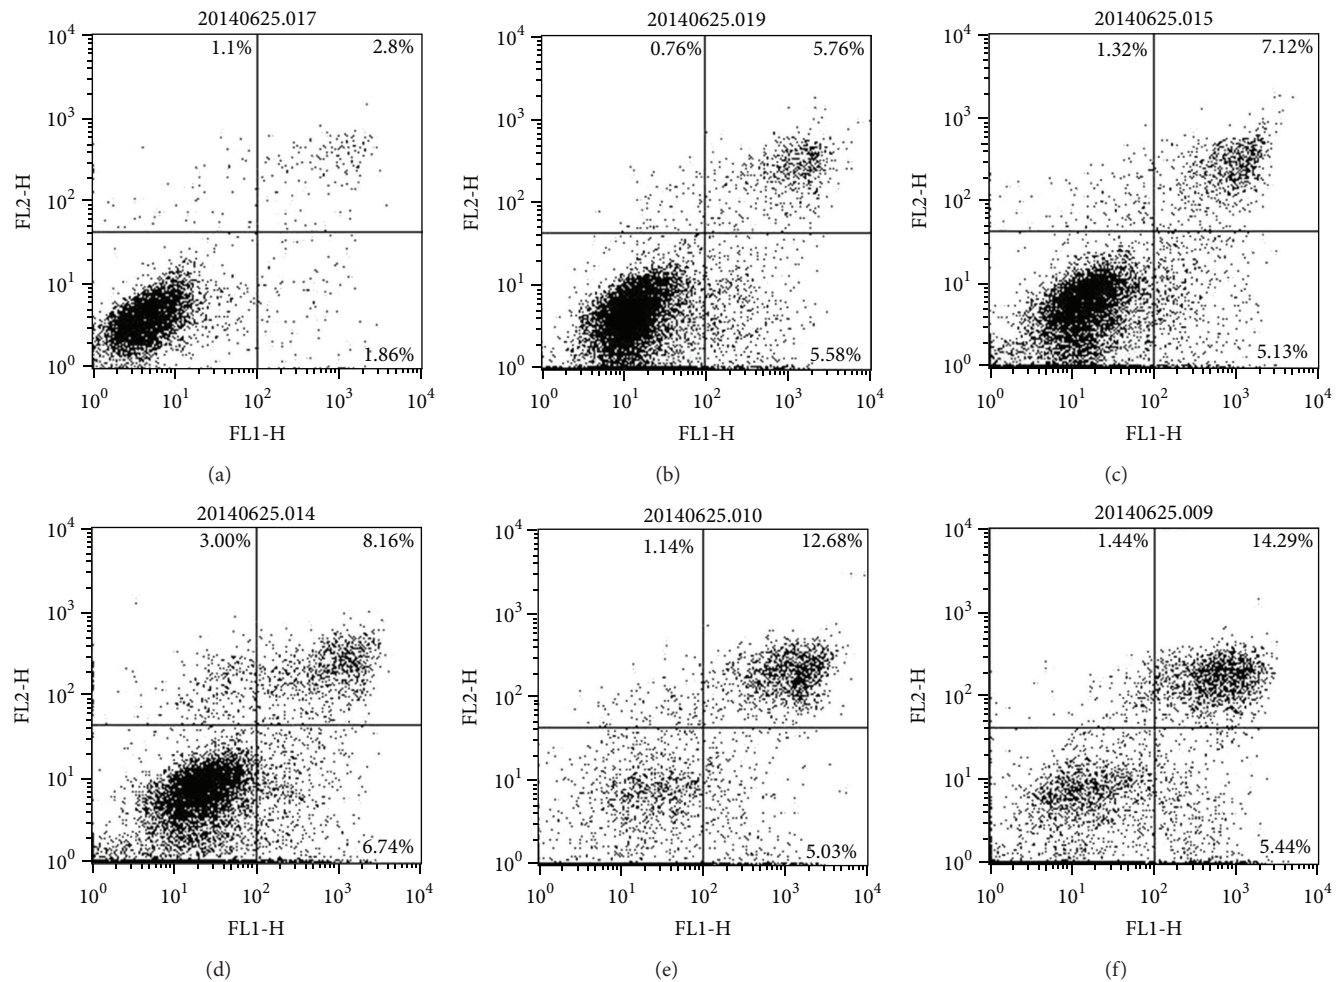 20140625.017
1.1%
2.8%
1.86%
10^4
10^3
10^2
10^1
10^0
FL2-H
10^0 10^1 10^2 10^3 10^4
FL1-H
(a)
20140625.019
0.76%
5.76%
5.58%
10^4
10^3
10^2
10^1
10^0
FL2-H
10^0 10^1 10^2 10^3 10^4
FL1-H
(b)
20140625.015
1.32%
7.12%
5.13%
10^4
10^3
10^2
10^1
10^0
FL2-H
10^0 10^1 10^2 10^3 10^4
FL1-H
(c)
20140625.014
3.00%
8.16%
6.74%
10^4
10^3
10^2
10^1
10^0
FL2-H
10^0 10^1 10^2 10^3 10^4
FL1-H
(d)
20140625.010
1.14%
12.68%
5.03%
10^4
10^3
10^2
10^1
10^0
FL2-H
10^0 10^1 10^2 10^3 10^4
FL1-H
(e)
20140625.009
1.44%
14.29%
5.44%
10^4
10^3
10^2
10^1
10^0
FL2-H
10^0 10^1 10^2 10^3 10^4
FL1-H
(f)